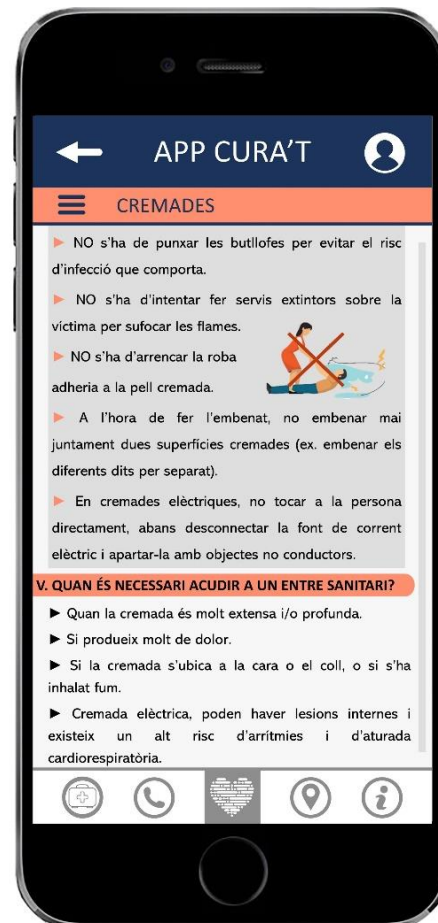 APP CURA'T
CREMADES
► NO s'ha de punxar les butllofes per evitar el risc
d'infecció que comporta.
► NO s'ha d'intentar fer servis extintors sobre la
víctima per sufocar les flames.
► NO s'ha d'arrencar la roba
adheria a la pell cremada.
► A l'hora de fer l'embenat, no embenar mai
juntament dues superfícies cremades (ex. embenar els
diferents dits per separat).
► En cremades elèctriques, no tocar a la persona
directament, abans desconnectar la font de corrent
elèctric i apartar-la amb objectes no conductors.
V. QUAN ÉS NECESSARI ACUDIR A UN ENTRE SANITARI?
► Quan la cremada és molt extensa i/o profunda.
► Si produeix molt de dolor.
► Si la cremada s'ubica a la cara o el coll, o si s'ha
inhalat fum.
► Cremada elèctrica, poden haver lesions internes i
existeix un alt risc d'arrítmies i d'aturada
cardiorespiratòria.